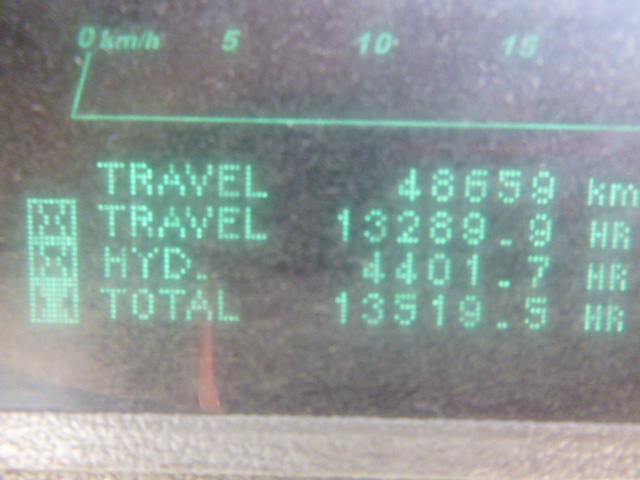 0 km/h 5 10 15
TRAVEL 48659 km
TRAVEL 13289.9 HR
HYD. 4401.7 HR
TOTAL 13519.5 HR